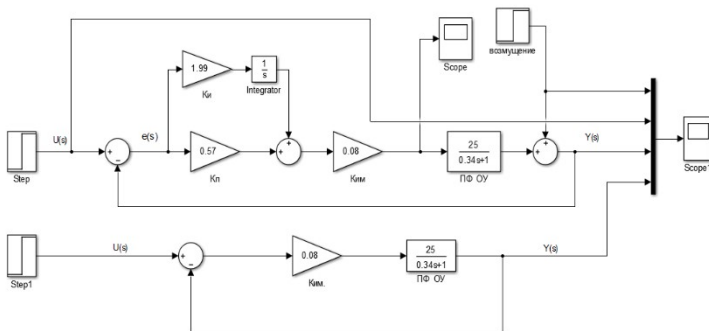 возмущение
Scope
1.99
1
s
Ки
Integrator
U(s)
e(s)
Y(s)
+
−
0.57
+
+
0.08
25
0.34s+1
+
+
Step
Кп
Ким
ПФ ОУ
Scope1
U(s)
Y(s)
+
−
0.08
25
0.34s+1
Step1
Ким.
ПФ ОУ